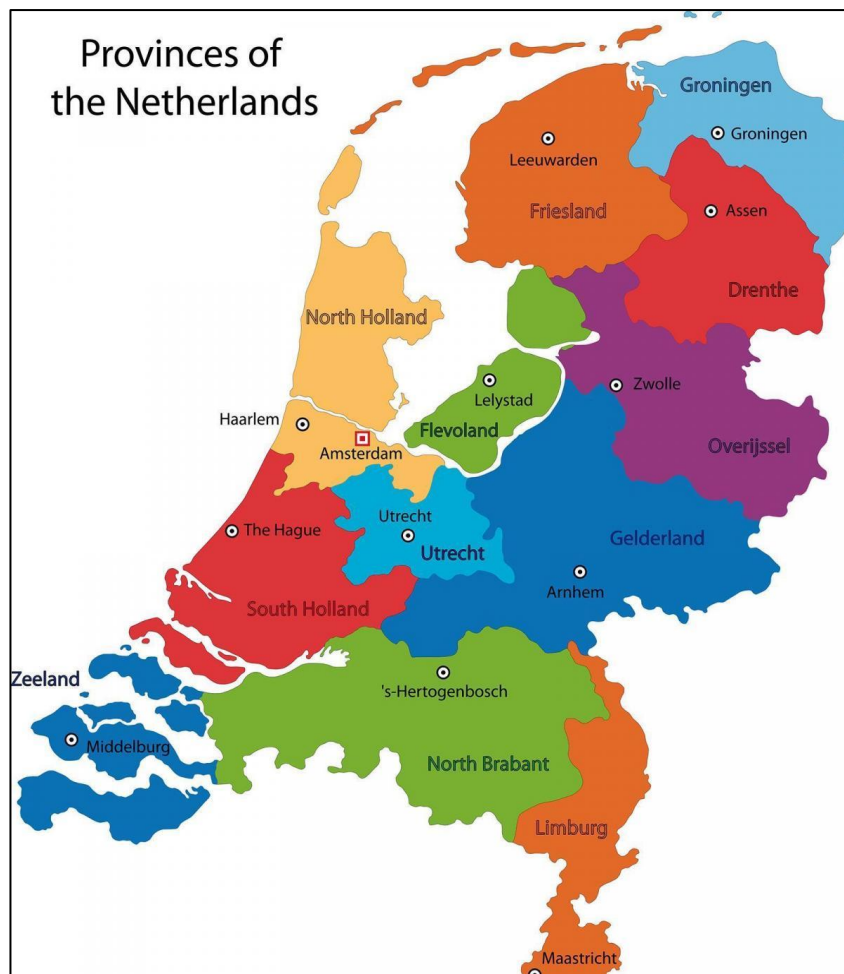 Provinces of
the Netherlands
Groningen
Groningen
Leeuwarden
Friesland
Assen
Drenthe
North Holland
Zwolle
Lelystad
Haarlem
Flevoland
Amsterdam
Overijssel
Utrecht
The Hague
Utrecht
Gelderland
Arnhem
South Holland
Zeeland
's-Hertogenbosch
Middelburg
North Brabant
Limburg
Maastricht